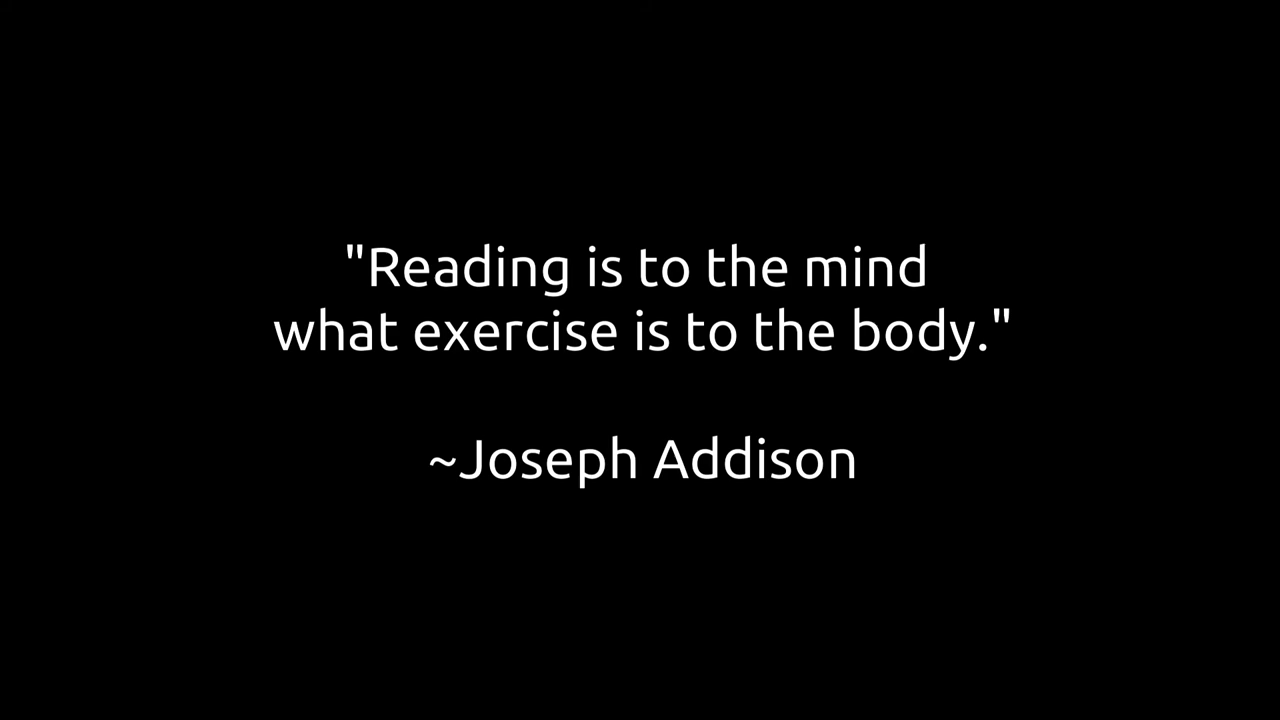 "Reading is to the mind
what exercise is to the body."
~Joseph Addison